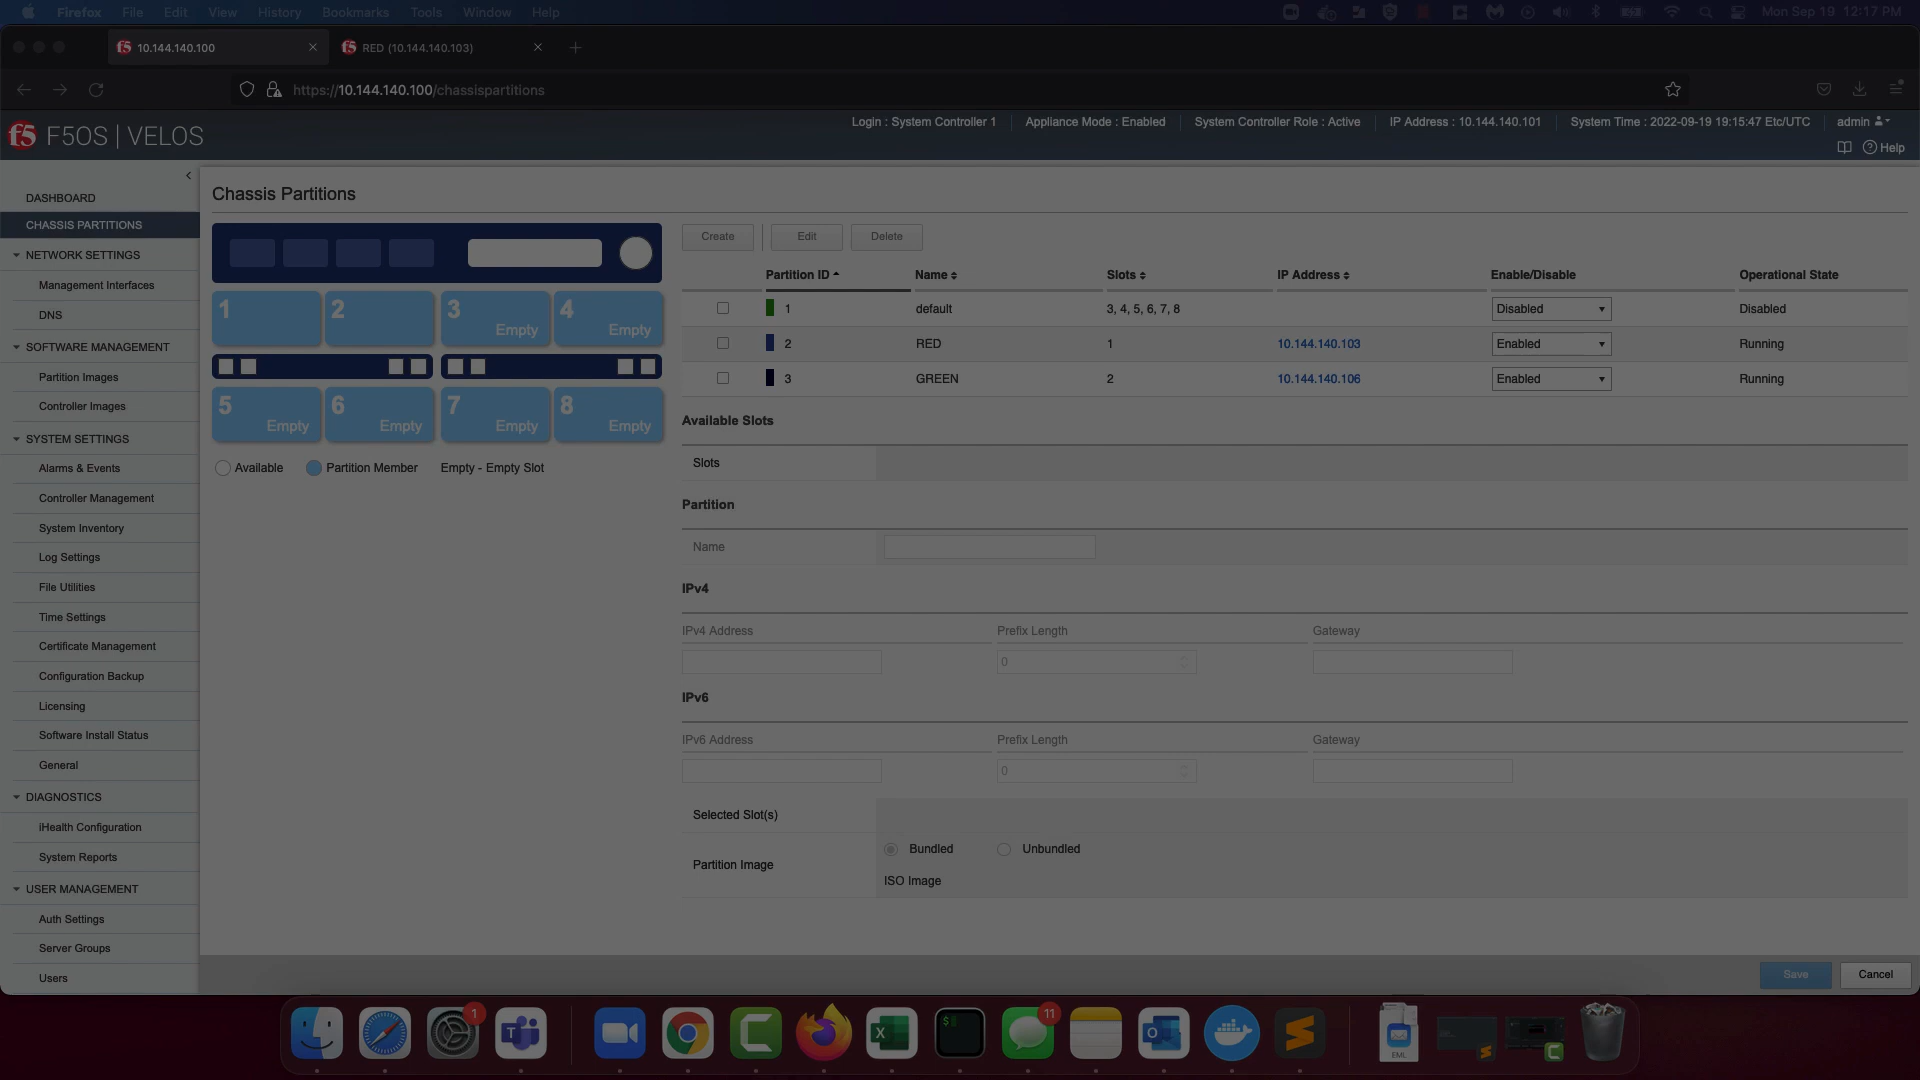 Firefox File Edit View History Bookmarks Tools Window Help Mon Sep 19 12:17 PM
10.144.140.100 RED (10.144.140.103)
https://10.144.140.100/chassispartitions
Login : System Controller 1 Appliance Mode : Enabled System Controller Role : Active IP Address : 10.144.140.101 System Time : 2022-09-19 19:15:47 Etc/UTC admin
f5 F5OS | VELOS
Help
DASHBOARD
CHASSIS PARTITIONS
NETWORK SETTINGS
Management Interfaces
DNS
SOFTWARE MANAGEMENT
Partition Images
Controller Images
SYSTEM SETTINGS
Alarms & Events
Controller Management
System Inventory
Log Settings
File Utilities
Time Settings
Certificate Management
Configuration Backup
Licensing
Software Install Status
General
DIAGNOSTICS
iHealth Configuration
System Reports
USER MANAGEMENT
Auth Settings
Server Groups
Users
Chassis Partitions
1 2 3 Empty 4 Empty
5 Empty 6 Empty 7 Empty 8 Empty
Available Partition Member Empty - Empty Slot
Create Edit Delete
Partition ID Name Slots IP Address Enable/Disable Operational State
1 default 3, 4, 5, 6, 7, 8 Disabled Disabled
2 RED 1 10.144.140.103 Enabled Running
3 GREEN 2 10.144.140.106 Enabled Running
Available Slots
Slots
Partition
Name
IPv4
IPv4 Address Prefix Length Gateway
0
IPv6
IPv6 Address Prefix Length Gateway
0
Selected Slot(s)
Partition Image Bundled Unbundled
ISO Image
Save Cancel
1 11
EML